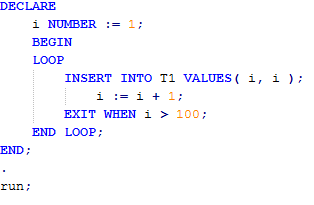 DECLARE
i NUMBER := 1;
BEGIN
LOOP
INSERT INTO T1 VALUES( i, i );
i := i + 1;
EXIT WHEN i > 100;
END LOOP;
END;
.
run;